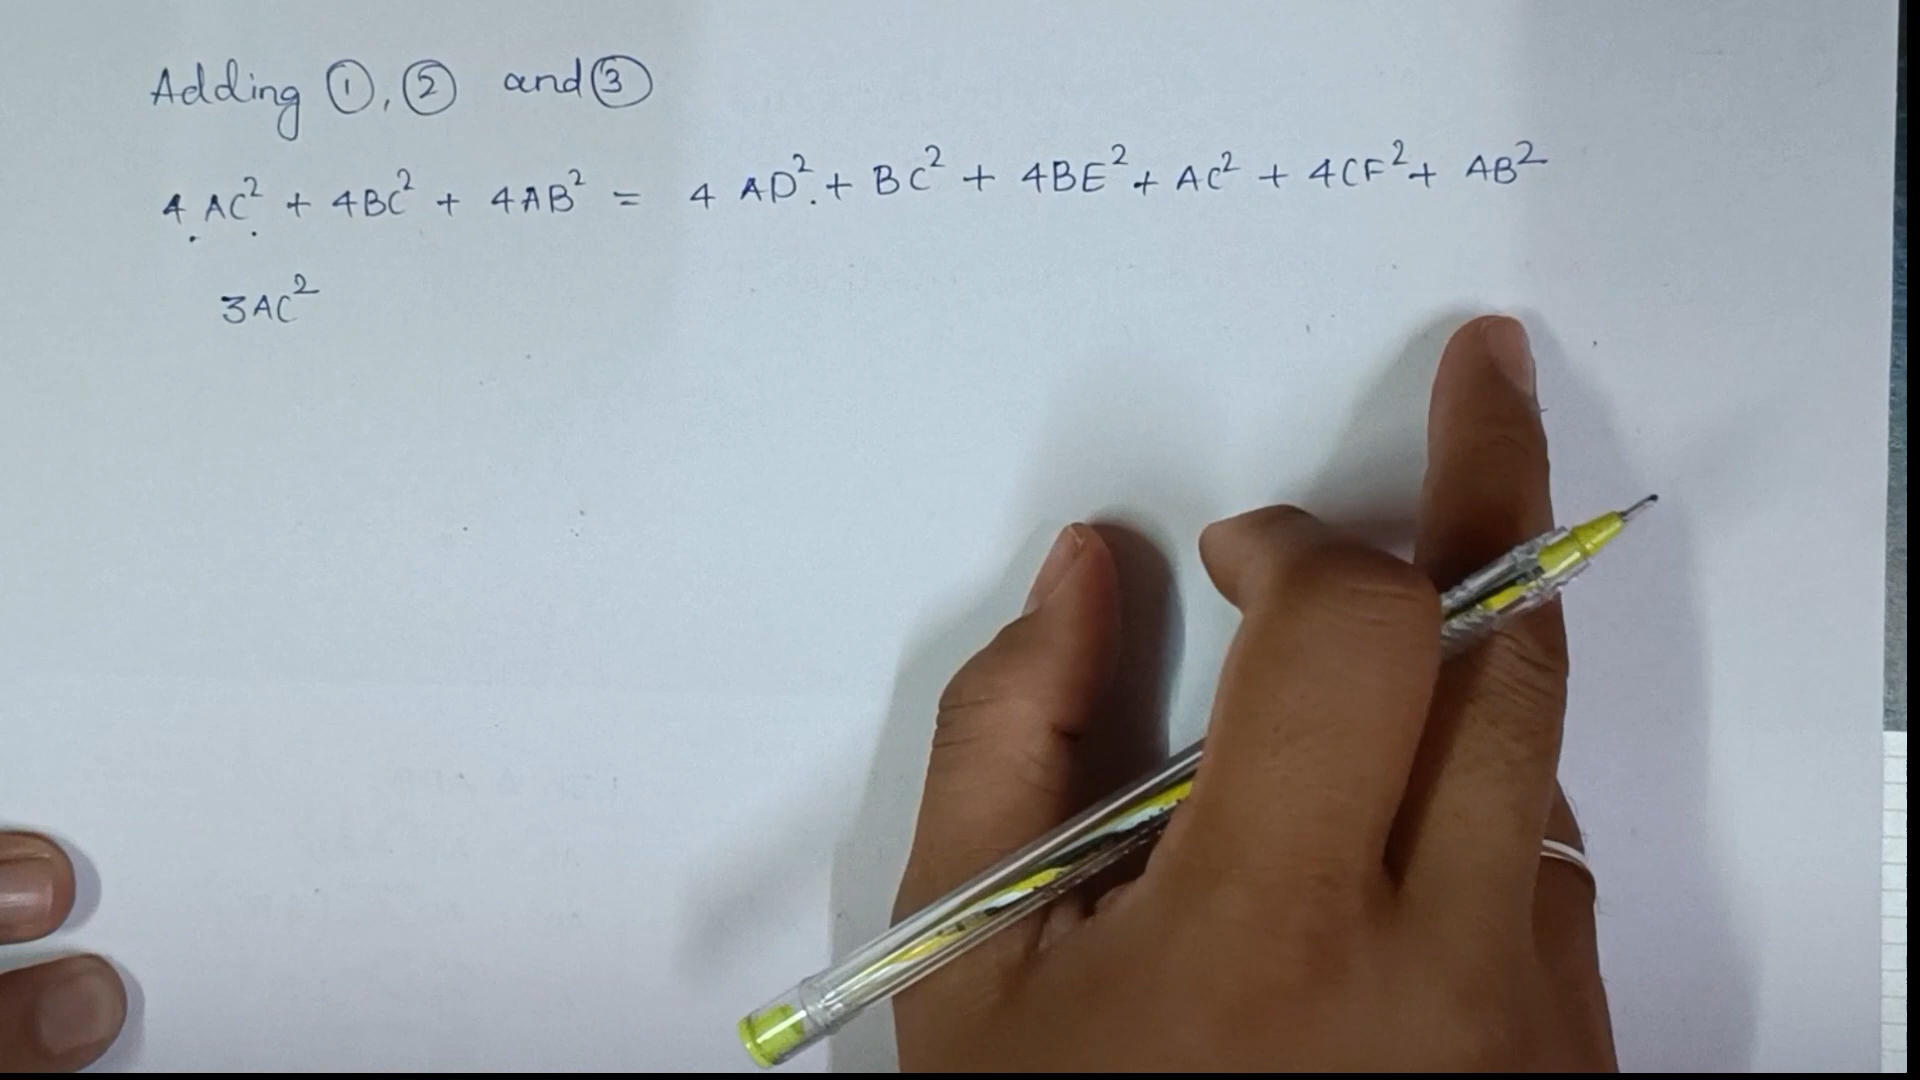 Adding ①, ② and ③
4 AC² + 4BC² + 4AB² = 4 AD² + BC² + 4BE² + AC² + 4CF² + AB²
3AC²